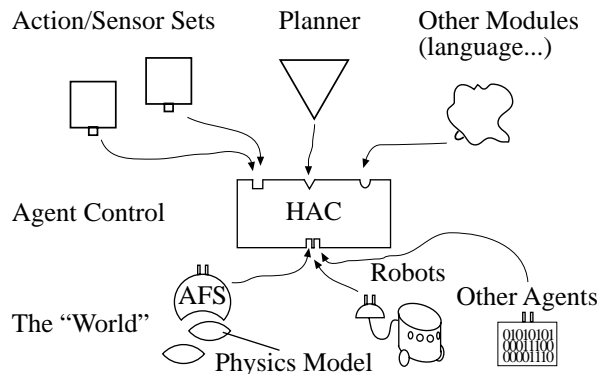 Action/Sensor Sets
Planner
Other Modules
(language...)
Agent Control
HAC
Robots
AFS
Other Agents
The “World”
01010101
00011100
00001110
Physics Model